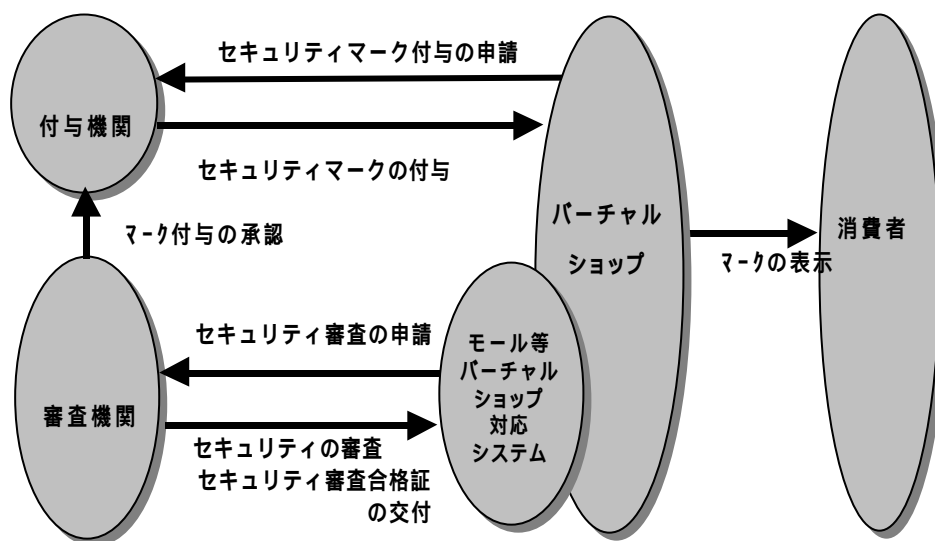 セキュリティマーク付与の申請
付与機関
セキュリティマークの付与
バーチャル
ショップ
消費者
ﾏｰｸ付与の承認
ﾏｰｸの表示
セキュリティ審査の申請
モール等
バーチャル
ショップ
対応
システム
審査機関
セキュリティの審査
セキュリティ審査合格証
の交付